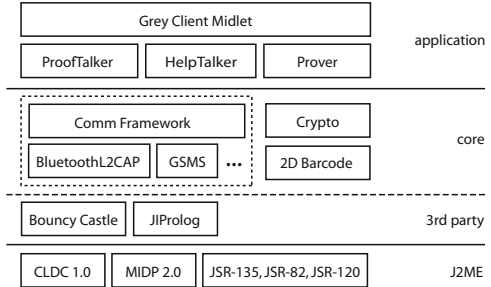 Grey Client Midlet
application
ProofTalker HelpTalker Prover
Comm Framework Crypto
core
BluetoothL2CAP GSMS ... 2D Barcode
Bouncy Castle JIProlog 3rd party
CLDC 1.0 MIDP 2.0 JSR-135, JSR-82, JSR-120 J2ME